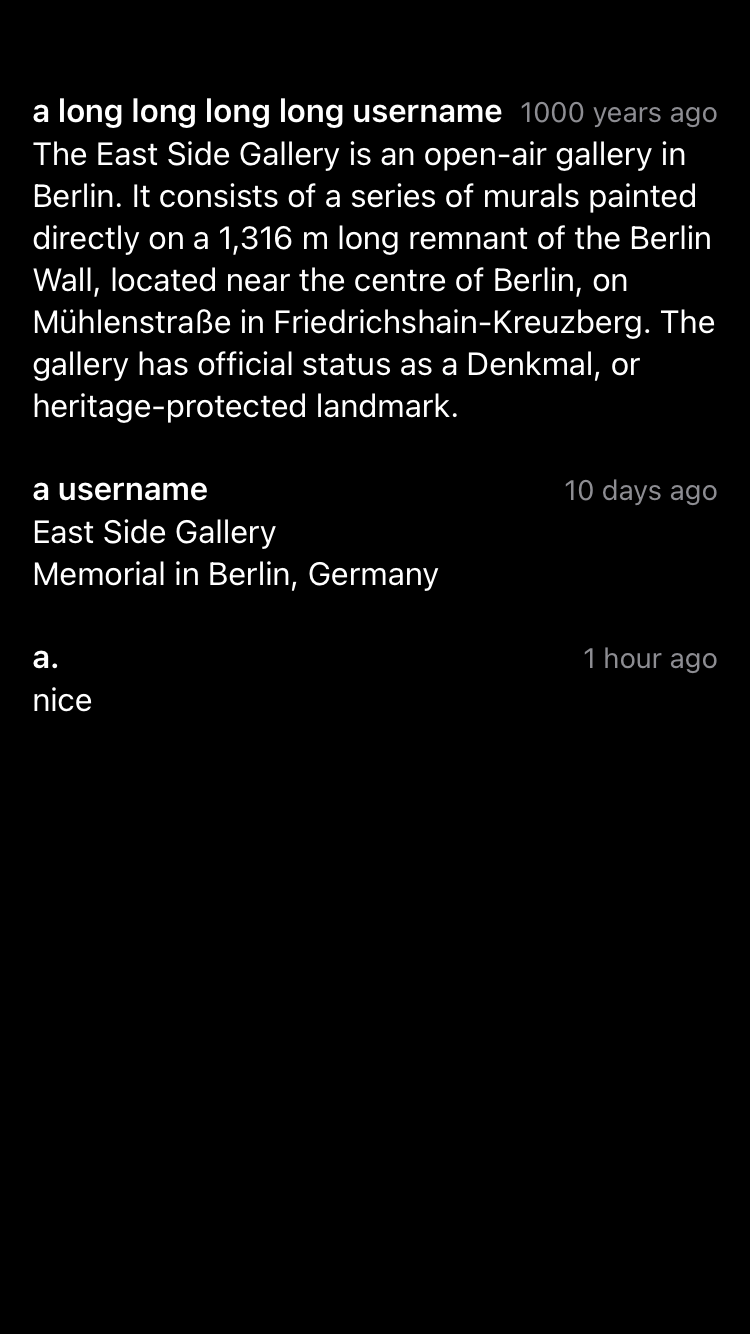 a long long long long username 1000 years ago
The East Side Gallery is an open-air gallery in
Berlin. It consists of a series of murals painted
directly on a 1,316 m long remnant of the Berlin
Wall, located near the centre of Berlin, on
Mühlenstraße in Friedrichshain-Kreuzberg. The
gallery has official status as a Denkmal, or
heritage-protected landmark.
a username 10 days ago
East Side Gallery
Memorial in Berlin, Germany
a. 1 hour ago
nice